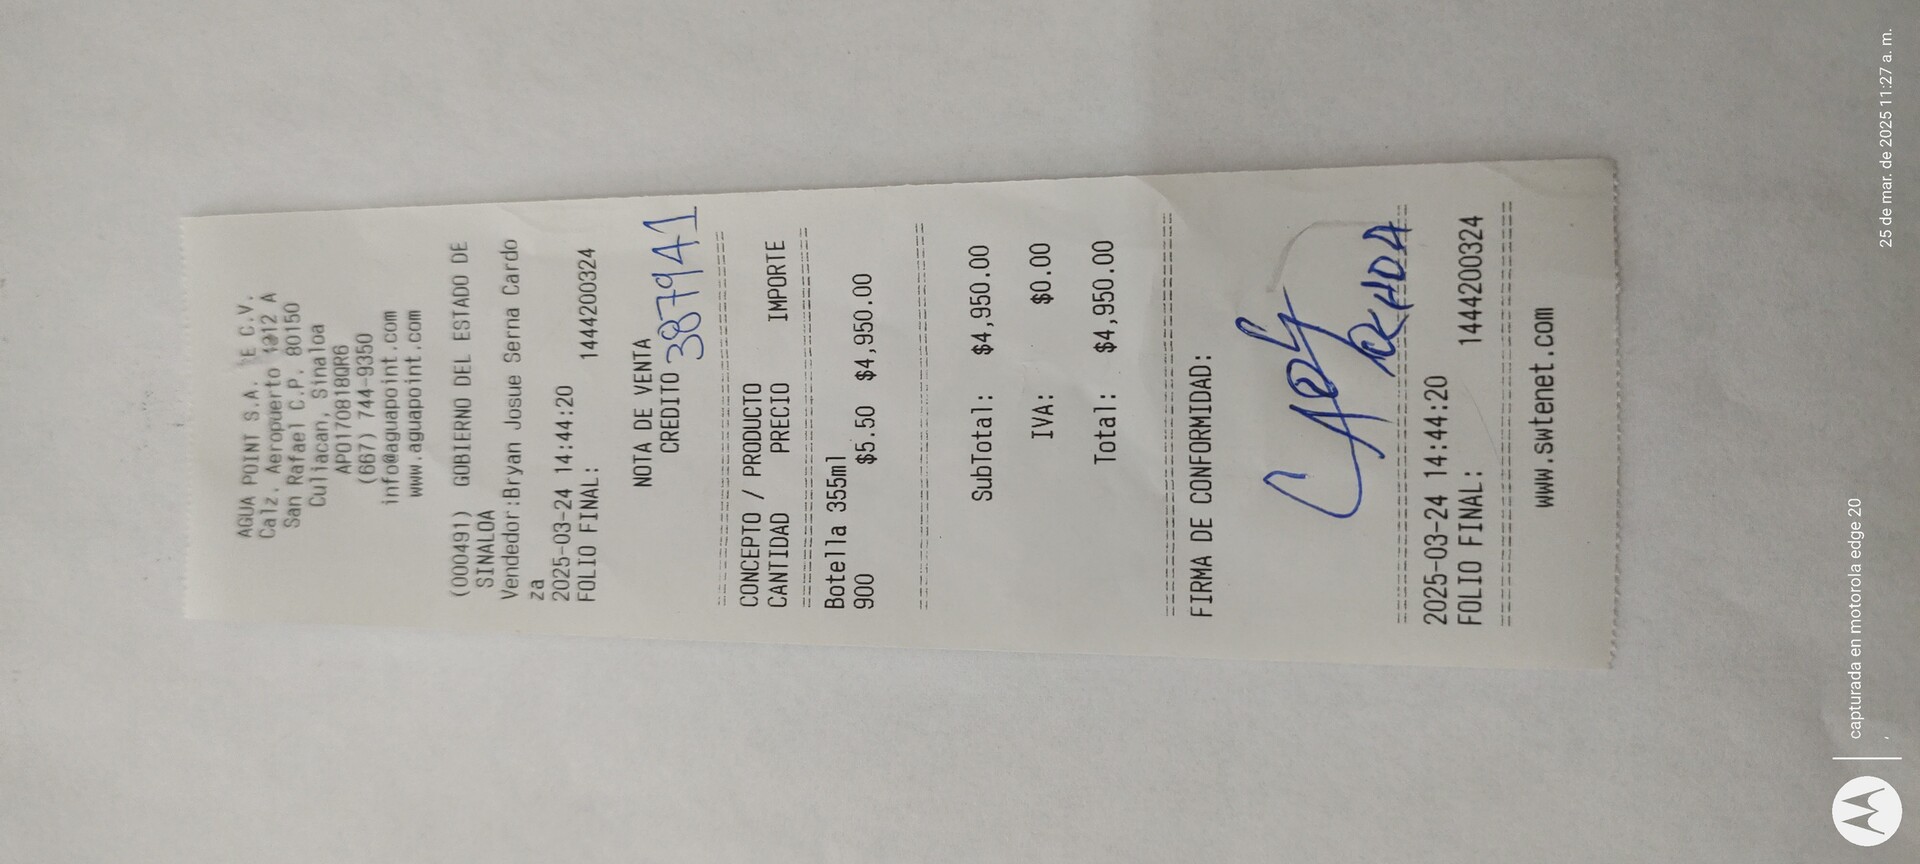 AGUA POINT S.A. DE C.V.
Calz. Aeropuerto 1012 A
San Rafael C.P. 80150
Culiacan, Sinaloa
APO170818QR6
(667) 744-9350
info@aguapoint.com
www.aguapoint.com
(000491) GOBIERNO DEL ESTADO DE
SINALOA
Vendedor:Bryan Josue Serna Cardo
za
2025-03-24 14:44:20
FOLIO FINAL: 1444200324
NOTA DE VENTA
CREDITO 387941
CONCEPTO / PRODUCTO
CANTIDAD PRECIO IMPORTE
Botella 355ml
900 $5.50 $4,950.00
SubTotal: $4,950.00
IVA: $0.00
Total: $4,950.00
FIRMA DE CONFORMIDAD:
2025-03-24 14:44:20
FOLIO FINAL: 1444200324
www.swtenet.com
capturada en motorola edge 20
25 de mar. de 2025 11:27 a. m.